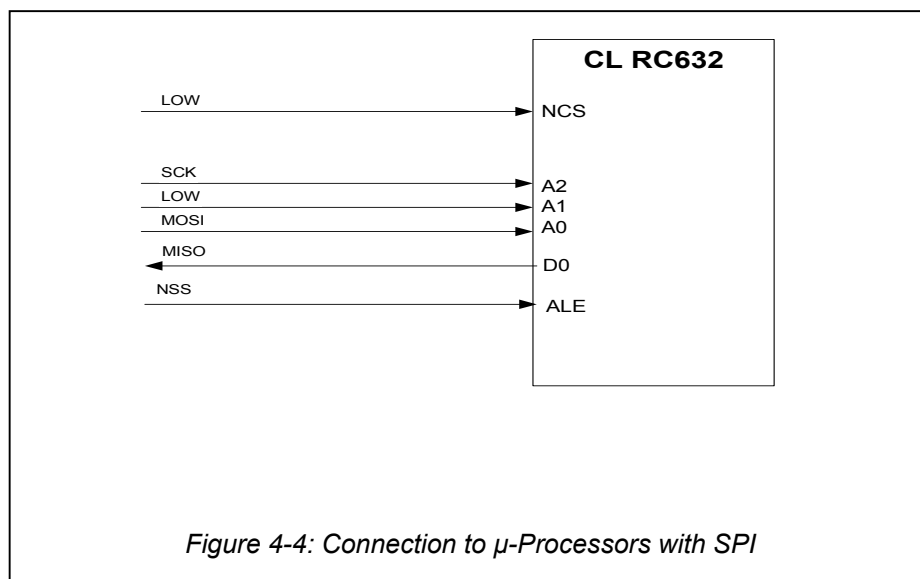 CL RC632
LOW
NCS
SCK
A2
LOW
A1
MOSI
A0
MISO
D0
NSS
ALE
Figure 4-4: Connection to µ-Processors with SPI